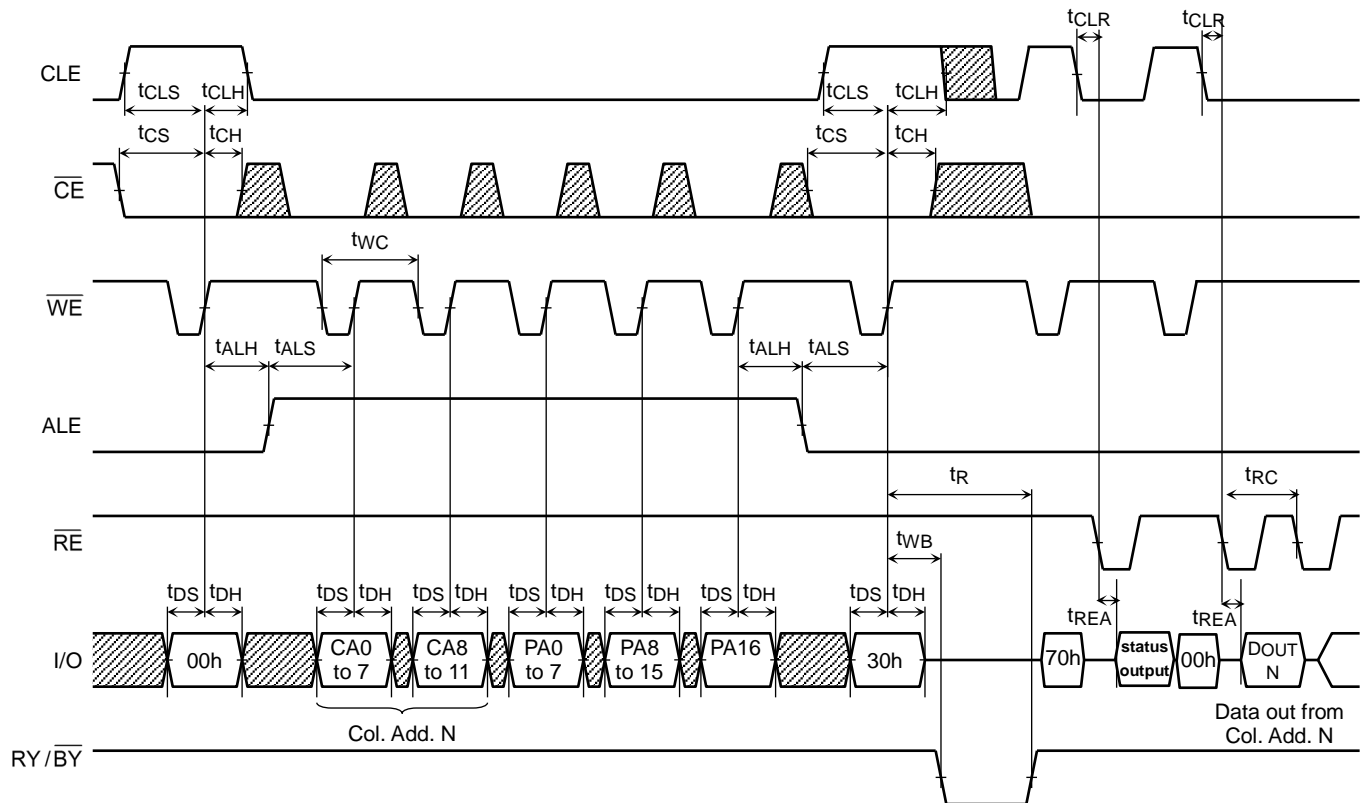 tCLR tCLR
CLE
tCLS tCLH tCLS tCLH
tCS tCH tCS tCH
CE
tWC
WE
tALH tALS tALH tALS
ALE
tR tRC
RE
tWB
tDS tDH tDS tDH tDS tDH tDS tDH tDS tDH tDS tDH tDS tDH
tREA tREA
I/O 00h CA0 to 7 CA8 to 11 PA0 to 7 PA8 to 15 PA16 30h 70h status output 00h DOUT N
Col. Add. N
Data out from
Col. Add. N
RY/BY